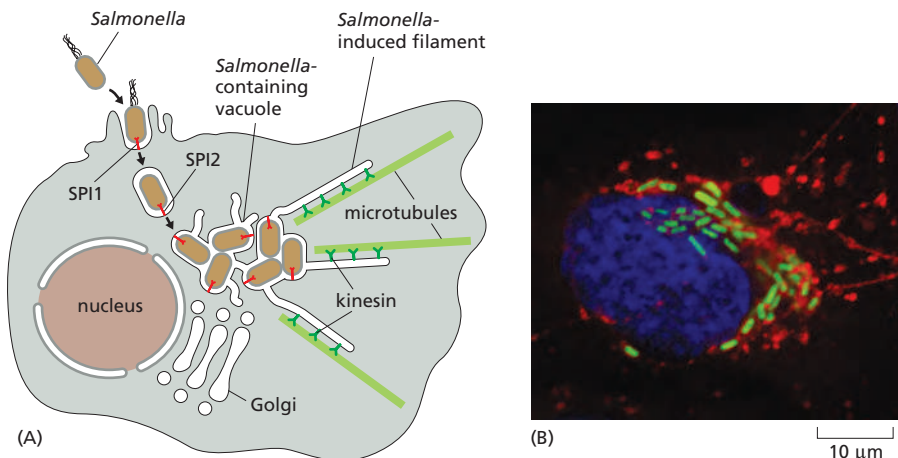 Salmonella
Salmonella-
induced filament
Salmonella-
containing
vacuole
SPI2
SPI1
microtubules
nucleus
kinesin
Golgi
(A)
(B)
10 μm